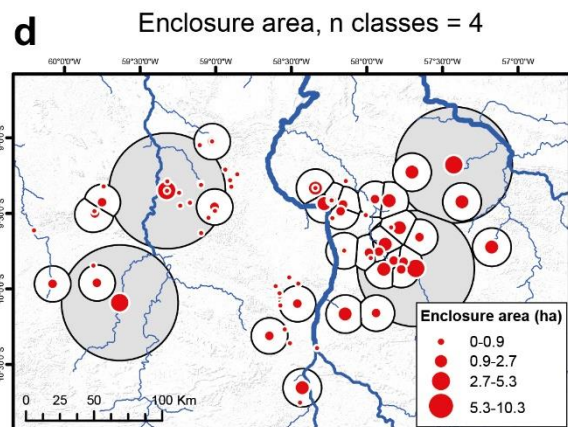 d
Enclosure area, n classes = 4
60°0'0"W 59°30'0"W 59°0'0"W 58°30'0"W 58°0'0"W 57°30'0"W 57°0'0"W
Enclosure area (ha)
0-0.9
0.9-2.7
2.7-5.3
5.3-10.3
0 25 50 100 Km